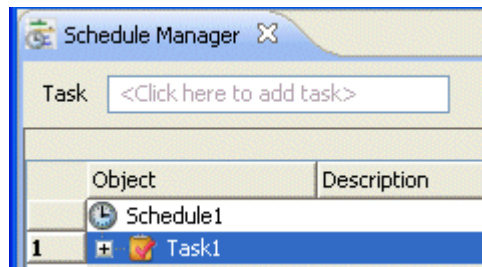 Schedule Manager
Task <Click here to add task>
Object Description
Schedule1
1 Task1